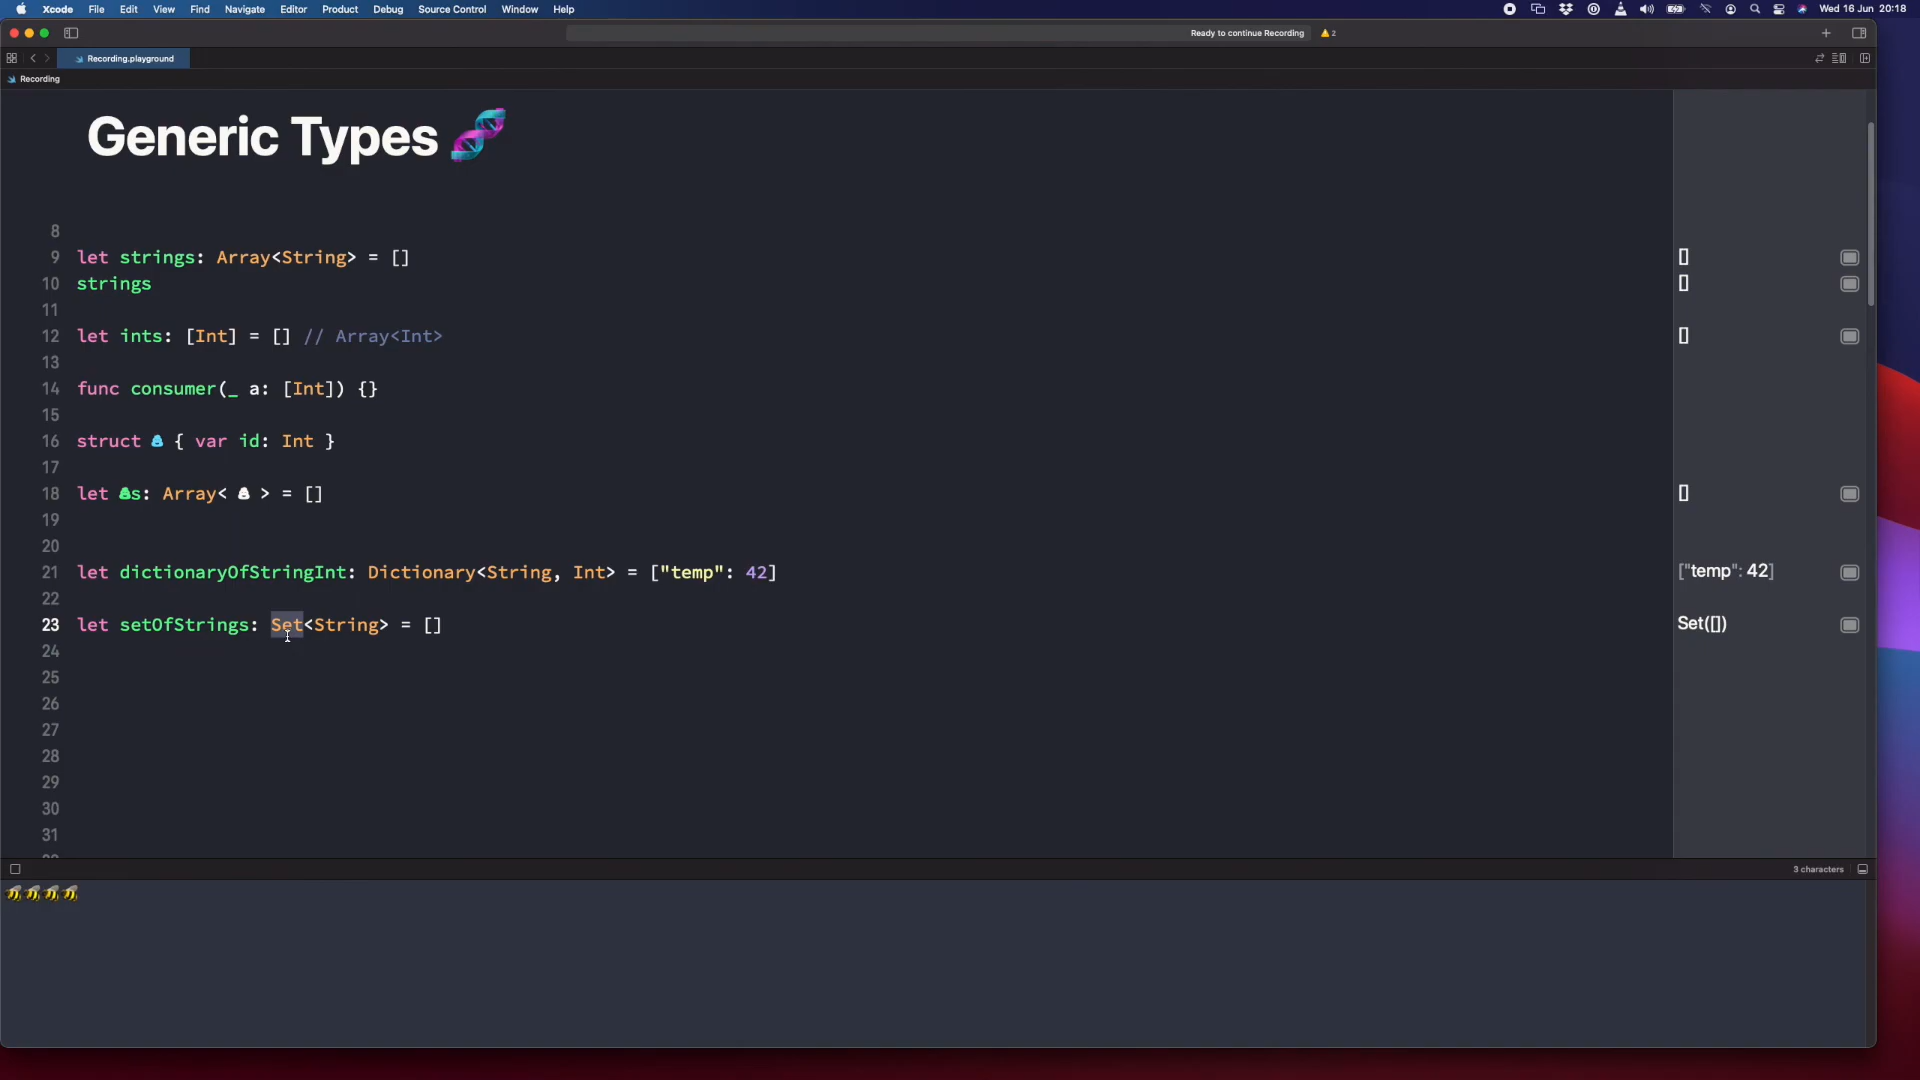 Xcode File Edit View Find Navigate Editor Product Debug Source Control Window Help Wed 16 Jun 20:18
Ready to continue Recording 2
Recording.playground
Recording
Generic Types 🧬
8
9 let strings: Array<String> = [] []
10 strings []
11
12 let ints: [Int] = [] // Array<Int> []
13
14 func consumer(_ a: [Int]) {}
15
16 struct 💩 { var id: Int }
17
18 let 💩s: Array< 💩 > = [] []
19
20
21 let dictionaryOfStringInt: Dictionary<String, Int> = ["temp": 42] ["temp": 42]
22
23 let setOfStrings: Set<String> = [] Set([])
24
25
26
27
28
29
30
31
3 characters
🐝🐝🐝🐝